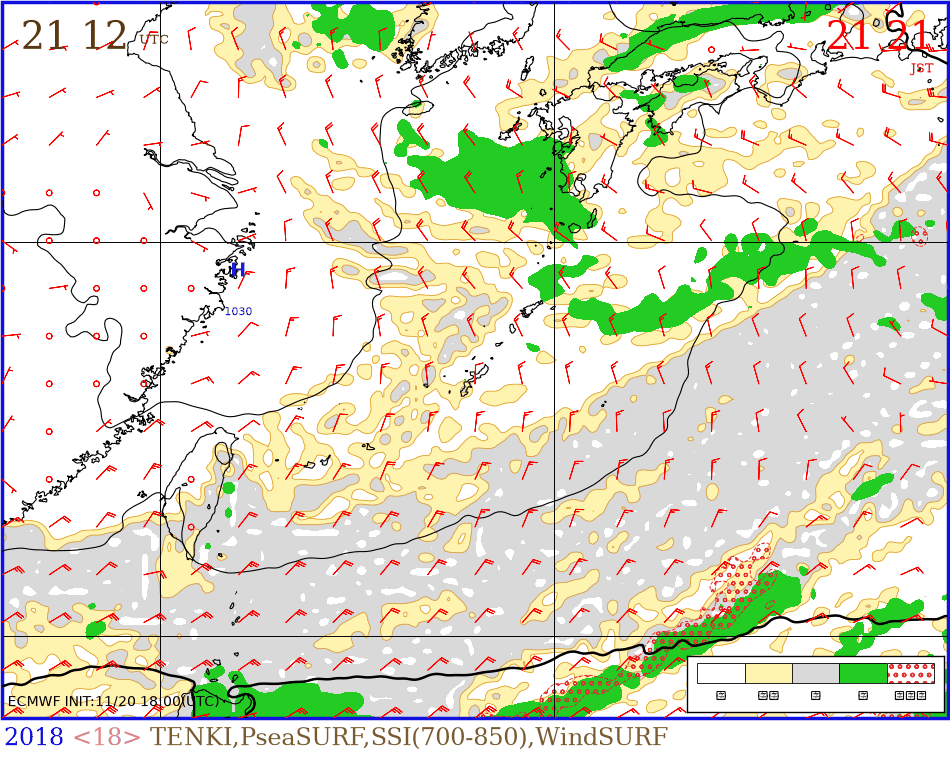 21 12 UTC
21 21
JST
H
1030
ECMWF INIT:11/20 18:00(UTC)
2018 <18> TENKI,PseaSURF,SSI(700-850),WindSURF